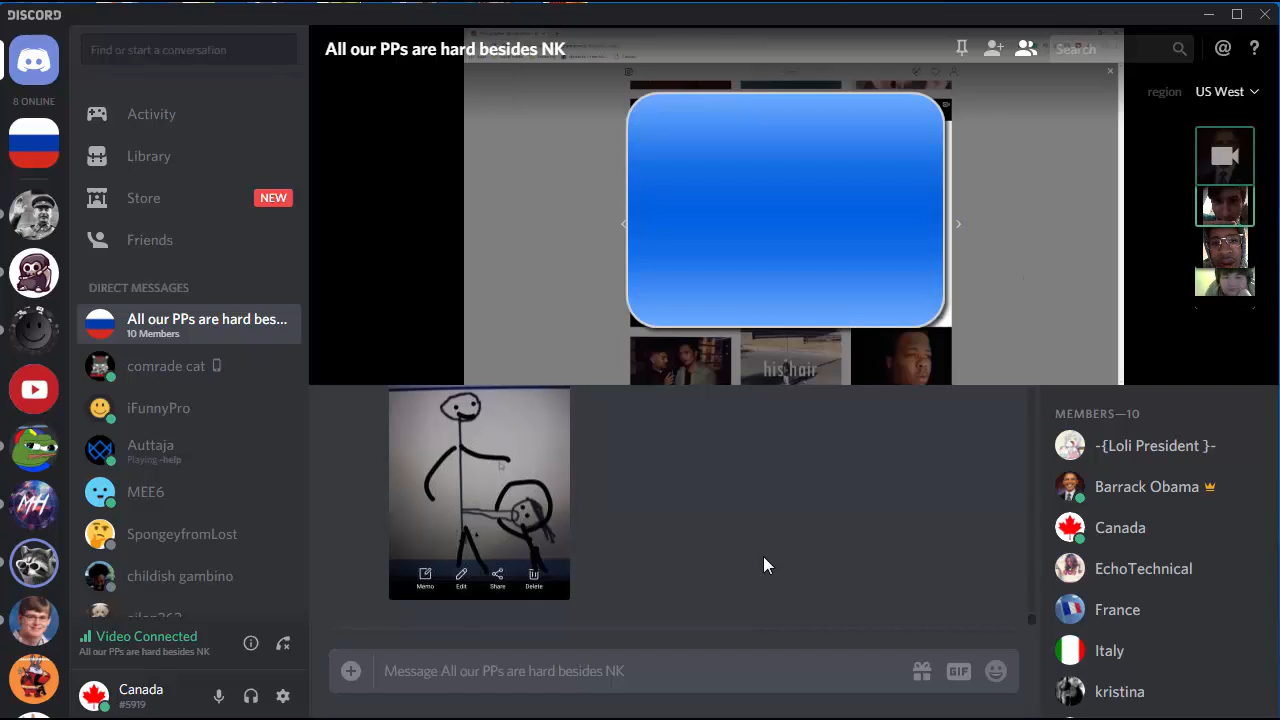 DISCORD
Find or start a conversation
8 ONLINE
Activity
Library
Store
NEW
Friends
DIRECT MESSAGES
All our PPs are hard bes...
10 Members
comrade cat
iFunnyPro
Auttaja
Playing -help
MEE6
SpongeyfromLost
childish gambino
Video Connected
All our PPs are hard besides NK
Canada
#5919
All our PPs are hard besides NK
Search
region
US West
his hair
Memo
Edit
Share
Delete
Message All our PPs are hard besides NK
GIF
MEMBERS—10
-{Loli President }-
Barrack Obama
Canada
EchoTechnical
France
Italy
kristina